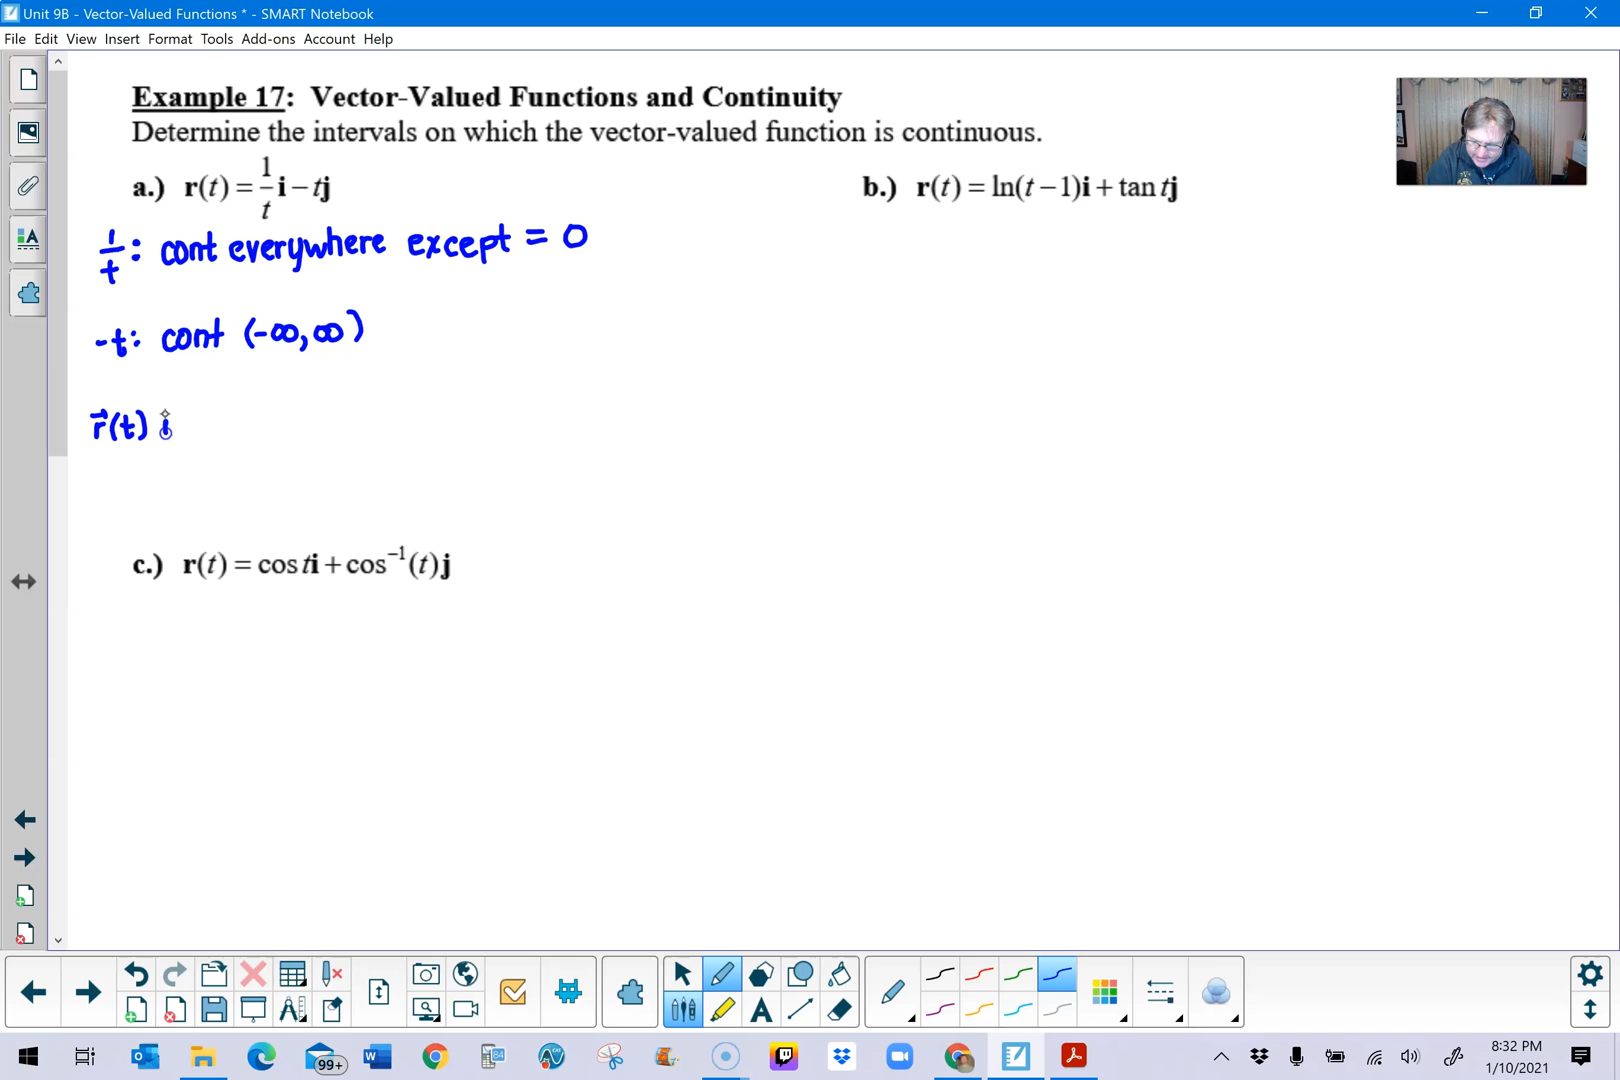 Unit 9B - Vector-Valued Functions * - SMART Notebook
File Edit View Insert Format Tools Add-ons Account Help
Example 17: Vector-Valued Functions and Continuity
Determine the intervals on which the vector-valued function is continuous.
a.) r(t) = 1/t i − tj
b.) r(t) = ln(t −1)i + tan tj
1/t : cont everywhere except = 0
-t: cont (-∞,∞)
r⃗(t) i
c.) r(t) = cos ti + cos⁻¹(t)j
99+
84
8:32 PM
1/10/2021